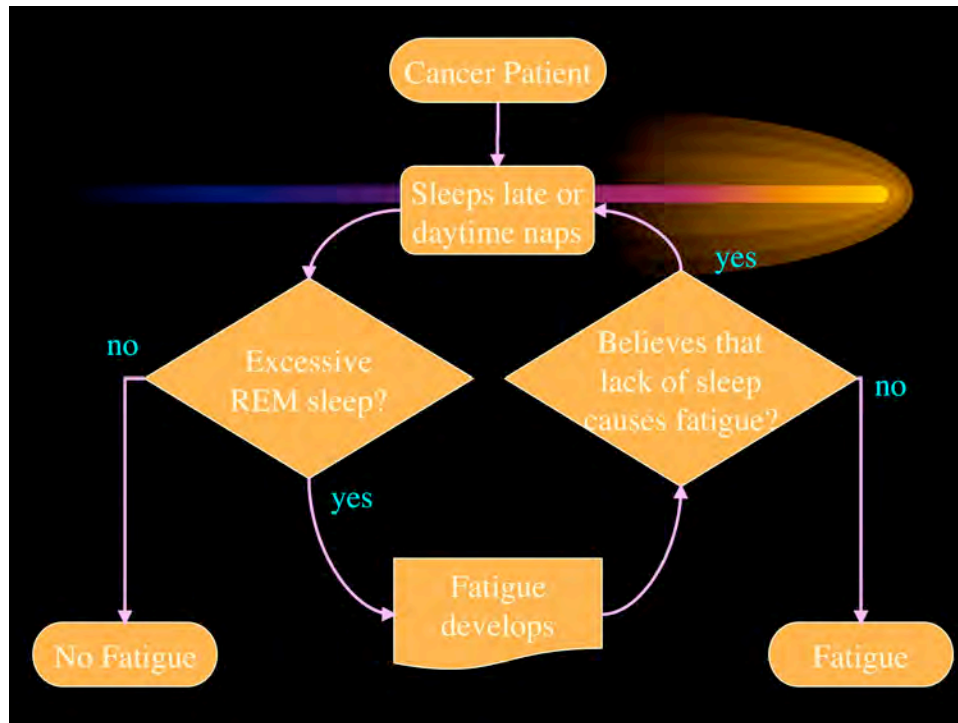 Cancer Patient
Sleeps late or
daytime naps
yes
no
Excessive
REM sleep?
Believes that
lack of sleep
causes fatigue?
no
yes
Fatigue
develops
No Fatigue
Fatigue